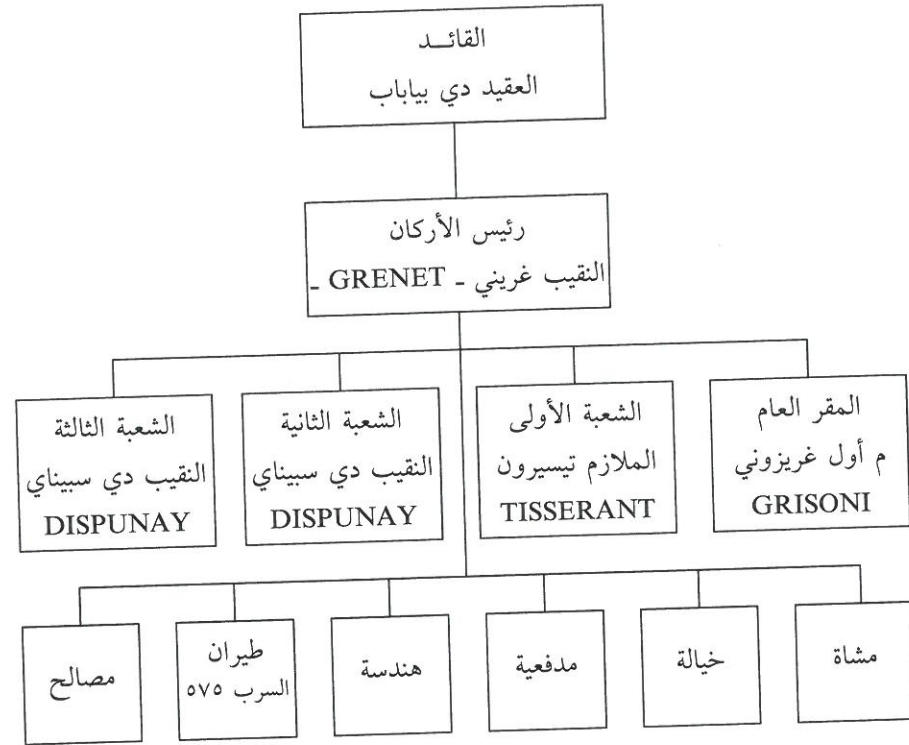 القائـــد
العقيد دي بياباب
رئيس الأركان
النقيب غريني ـ GRENET ـ
المقر العام
م أول غريزوني
GRISONI
الشعبة الأولى
الملازم تيسيرون
TISSERANT
الشعبة الثانية
النقيب دي سبيناي
DISPUNAY
الشعبة الثالثة
النقيب دي سبيناي
DISPUNAY
مشاة
خيالة
مدفعية
هندسة
طيران
السرب ٥٧٥
مصالح